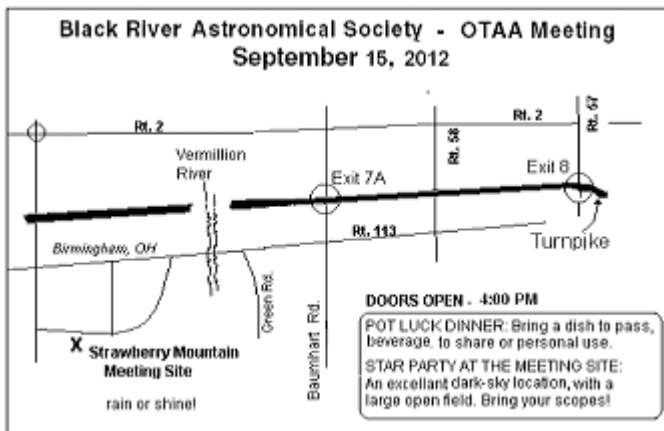 Black River Astronomical Society - OTAA Meeting
September 15, 2012
Rt. 2
Rt. 2
Rt. 57
Rt. 58
Vermillion
River
Exit 7A
Exit 8
Turnpike
Birmingham, OH
Rt. 113
Green Rd.
Baumhart Rd.
X
Strawberry Mountain
Meeting Site
rain or shine!
DOORS OPEN - 4:00 PM
POT LUCK DINNER: Bring a dish to pass,
beverage, to share or personal use.
STAR PARTY AT THE MEETING SITE:
An excellant dark-sky location, with a
large open field. Bring your scopes!